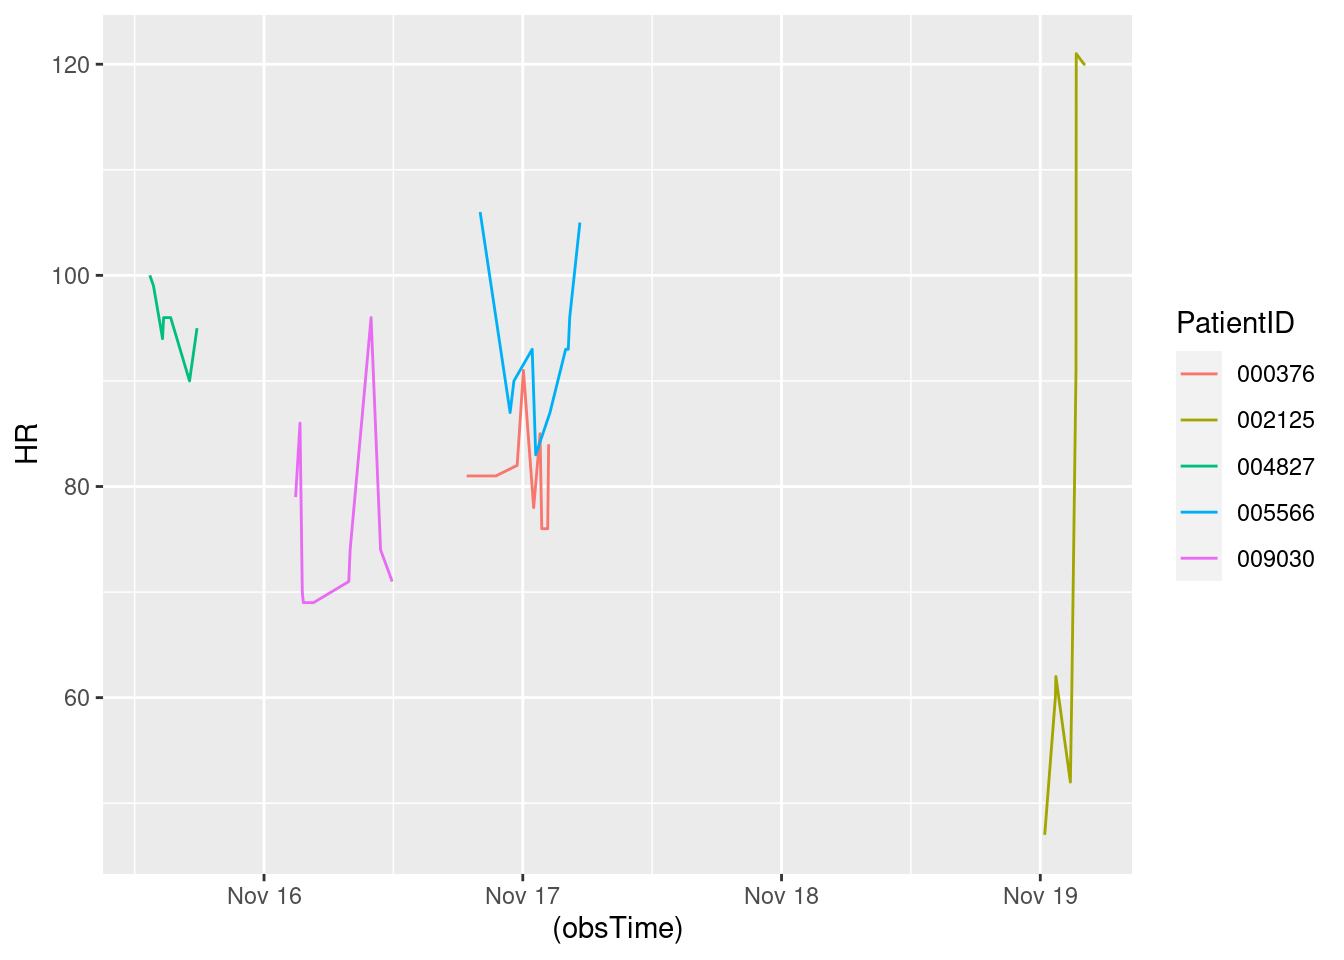 120
100
80
60
HR
Nov 16
Nov 17
Nov 18
Nov 19
(obsTime)
PatientID
000376
002125
004827
005566
009030